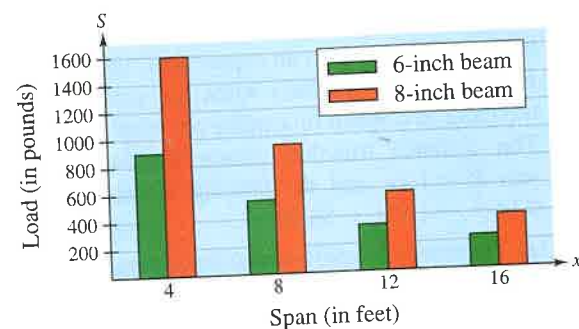 S
1600
1400
1200
1000
800
600
400
200
Load (in pounds)
6-inch beam
8-inch beam
4
8
12
16
x
Span (in feet)